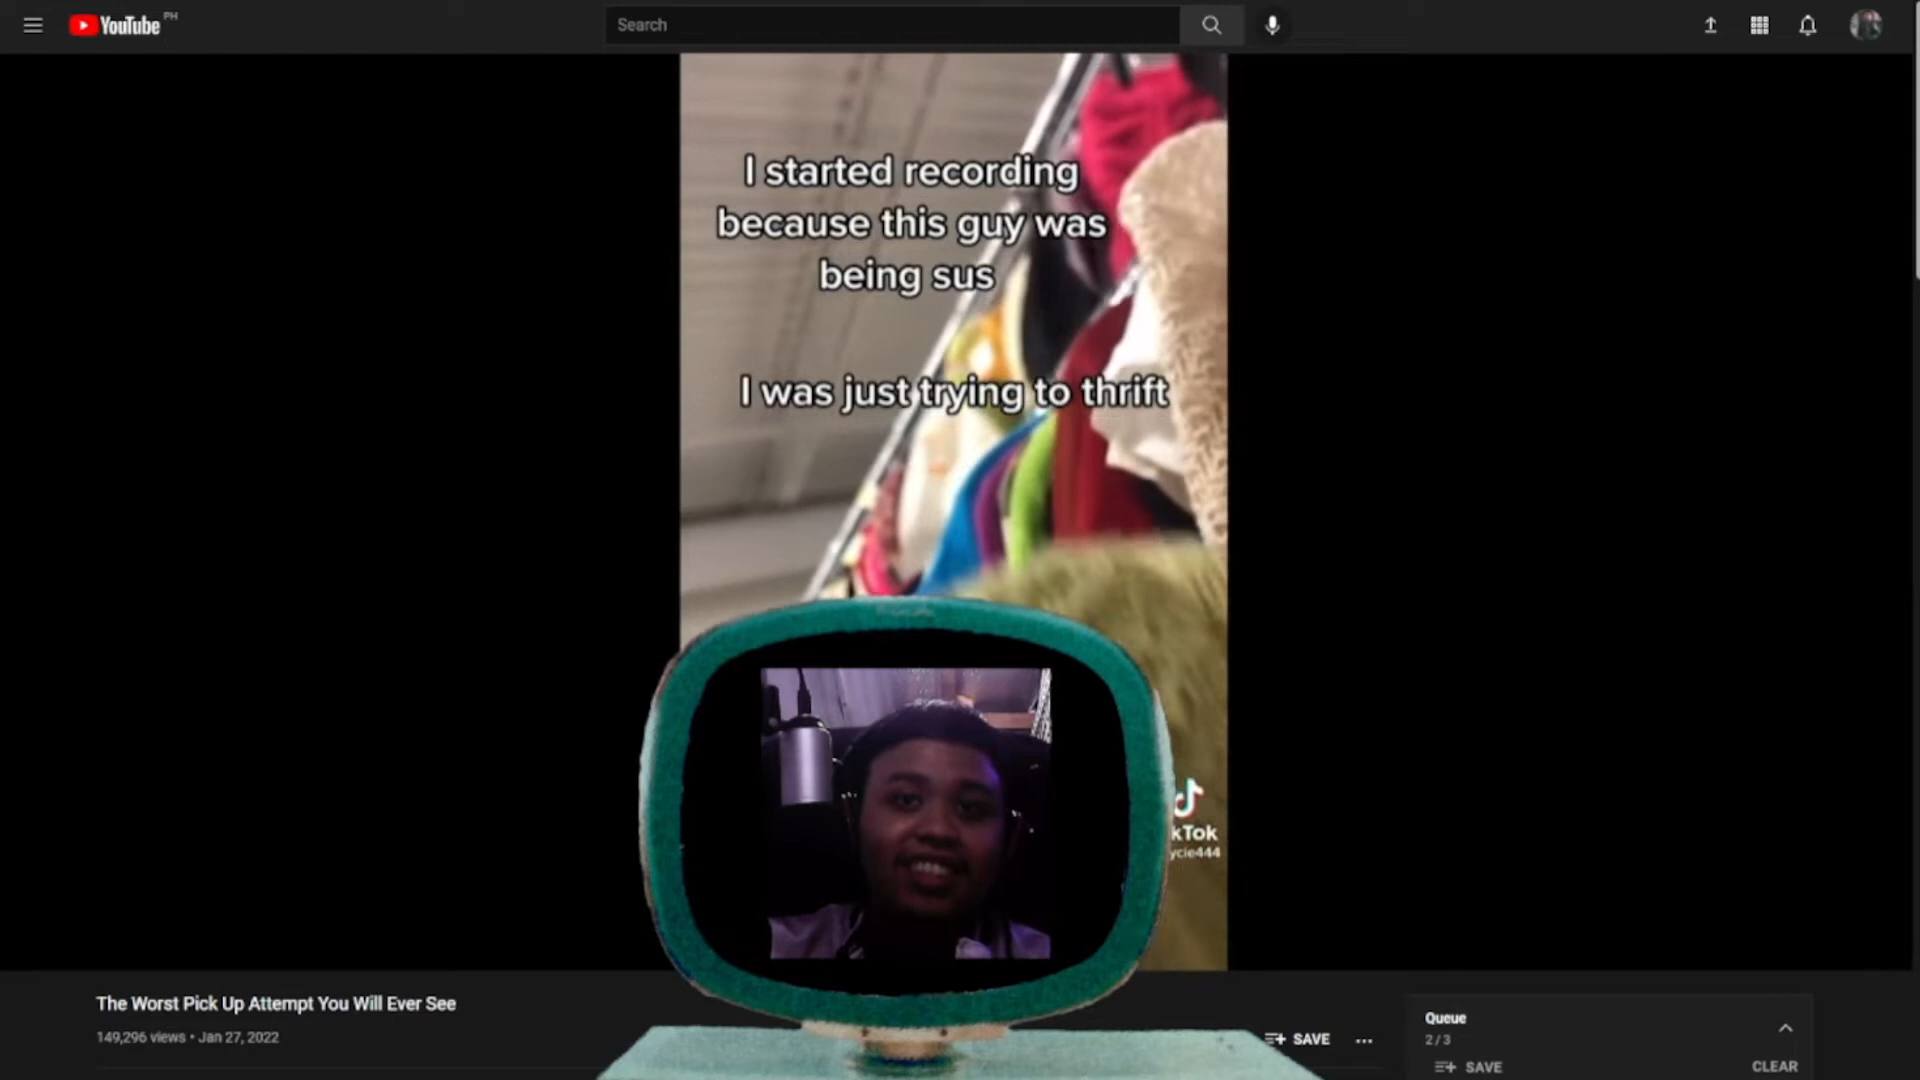 YouTube PH
Search
I started recording
because this guy was
being sus
I was just trying to thrift
kTok
ycie444
The Worst Pick Up Attempt You Will Ever See
149,296 views • Jan 27, 2022
SAVE
...
Queue
2 / 3
SAVE
CLEAR